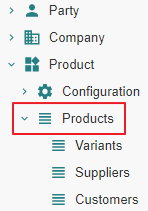 Party
Company
Product
Configuration
Products
Variants
Suppliers
Customers